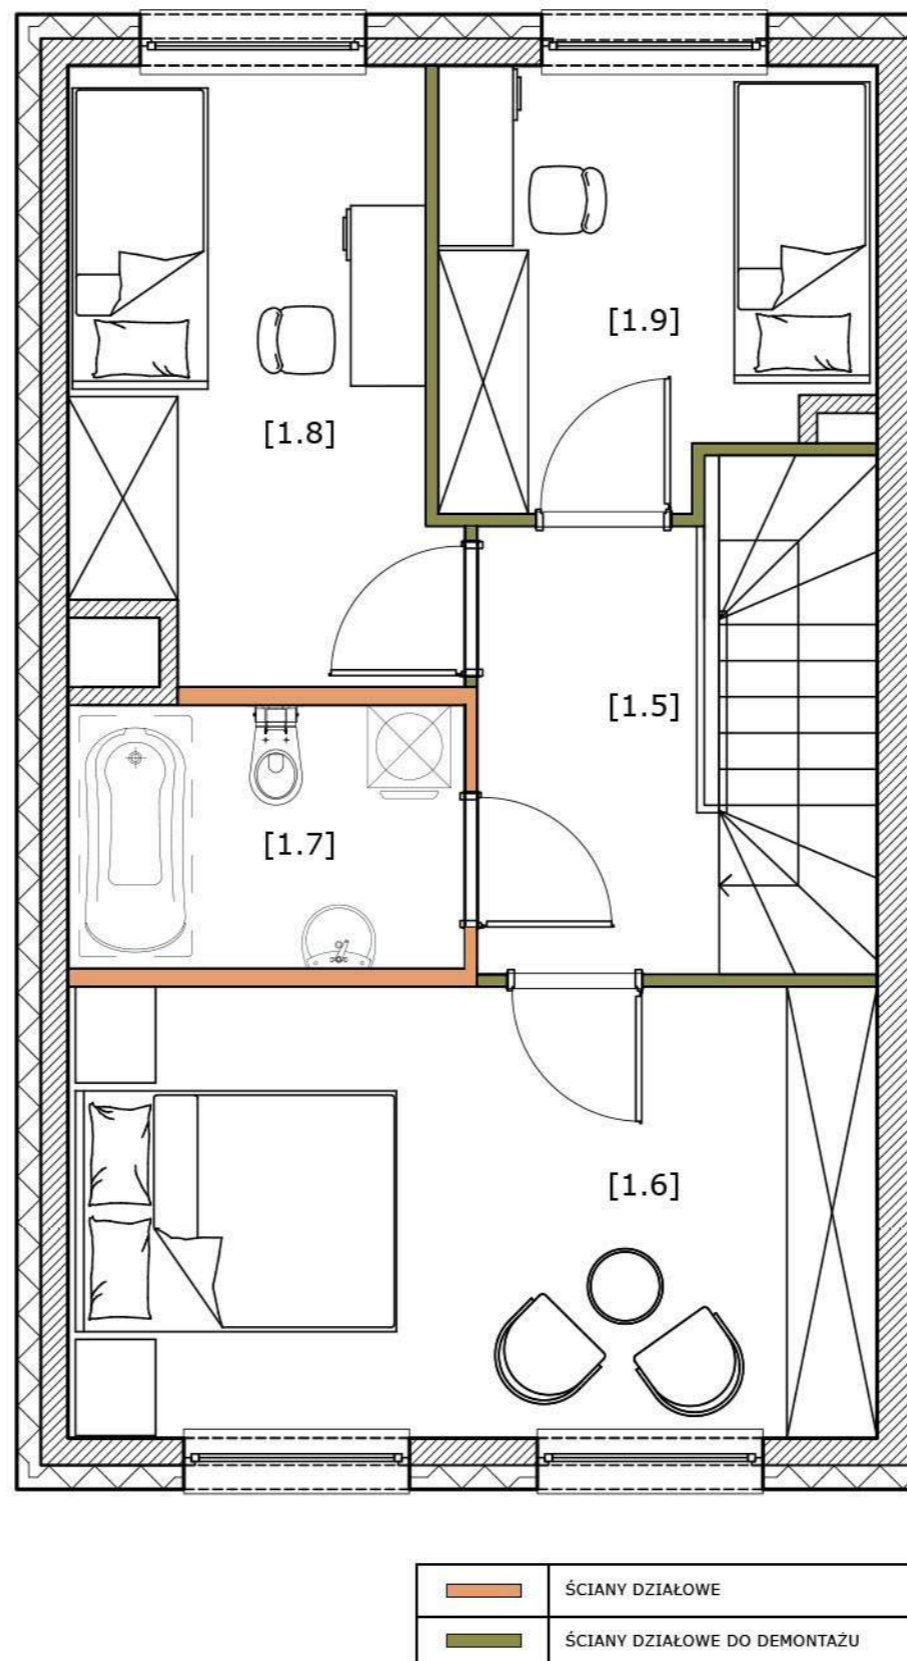 [1.9]
[1.8]
[1.5]
[1.7]
[1.6]
ŚCIANY DZIAŁOWE
ŚCIANY DZIAŁOWE DO DEMONTAŻU